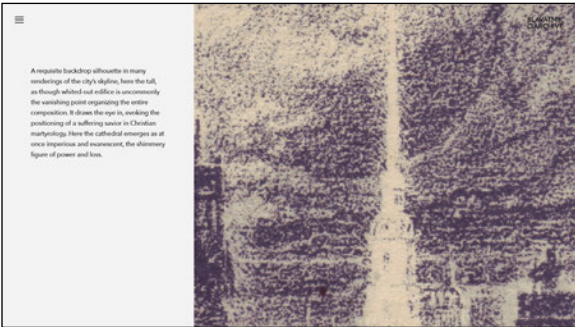 BLAVATNIK
ARCHIVE
A requisite backdrop silhouette in many
renderings of the city's skyline, here the tall,
as though whited-out edifice is uncommonly
the vanishing point organizing the entire
composition. It draws the eye in, evoking the
positioning of a suffering savior in Christian
martyrology. Here the cathedral emerges as at
once imperious and evanescent, the shimmery
figure of power and loss.